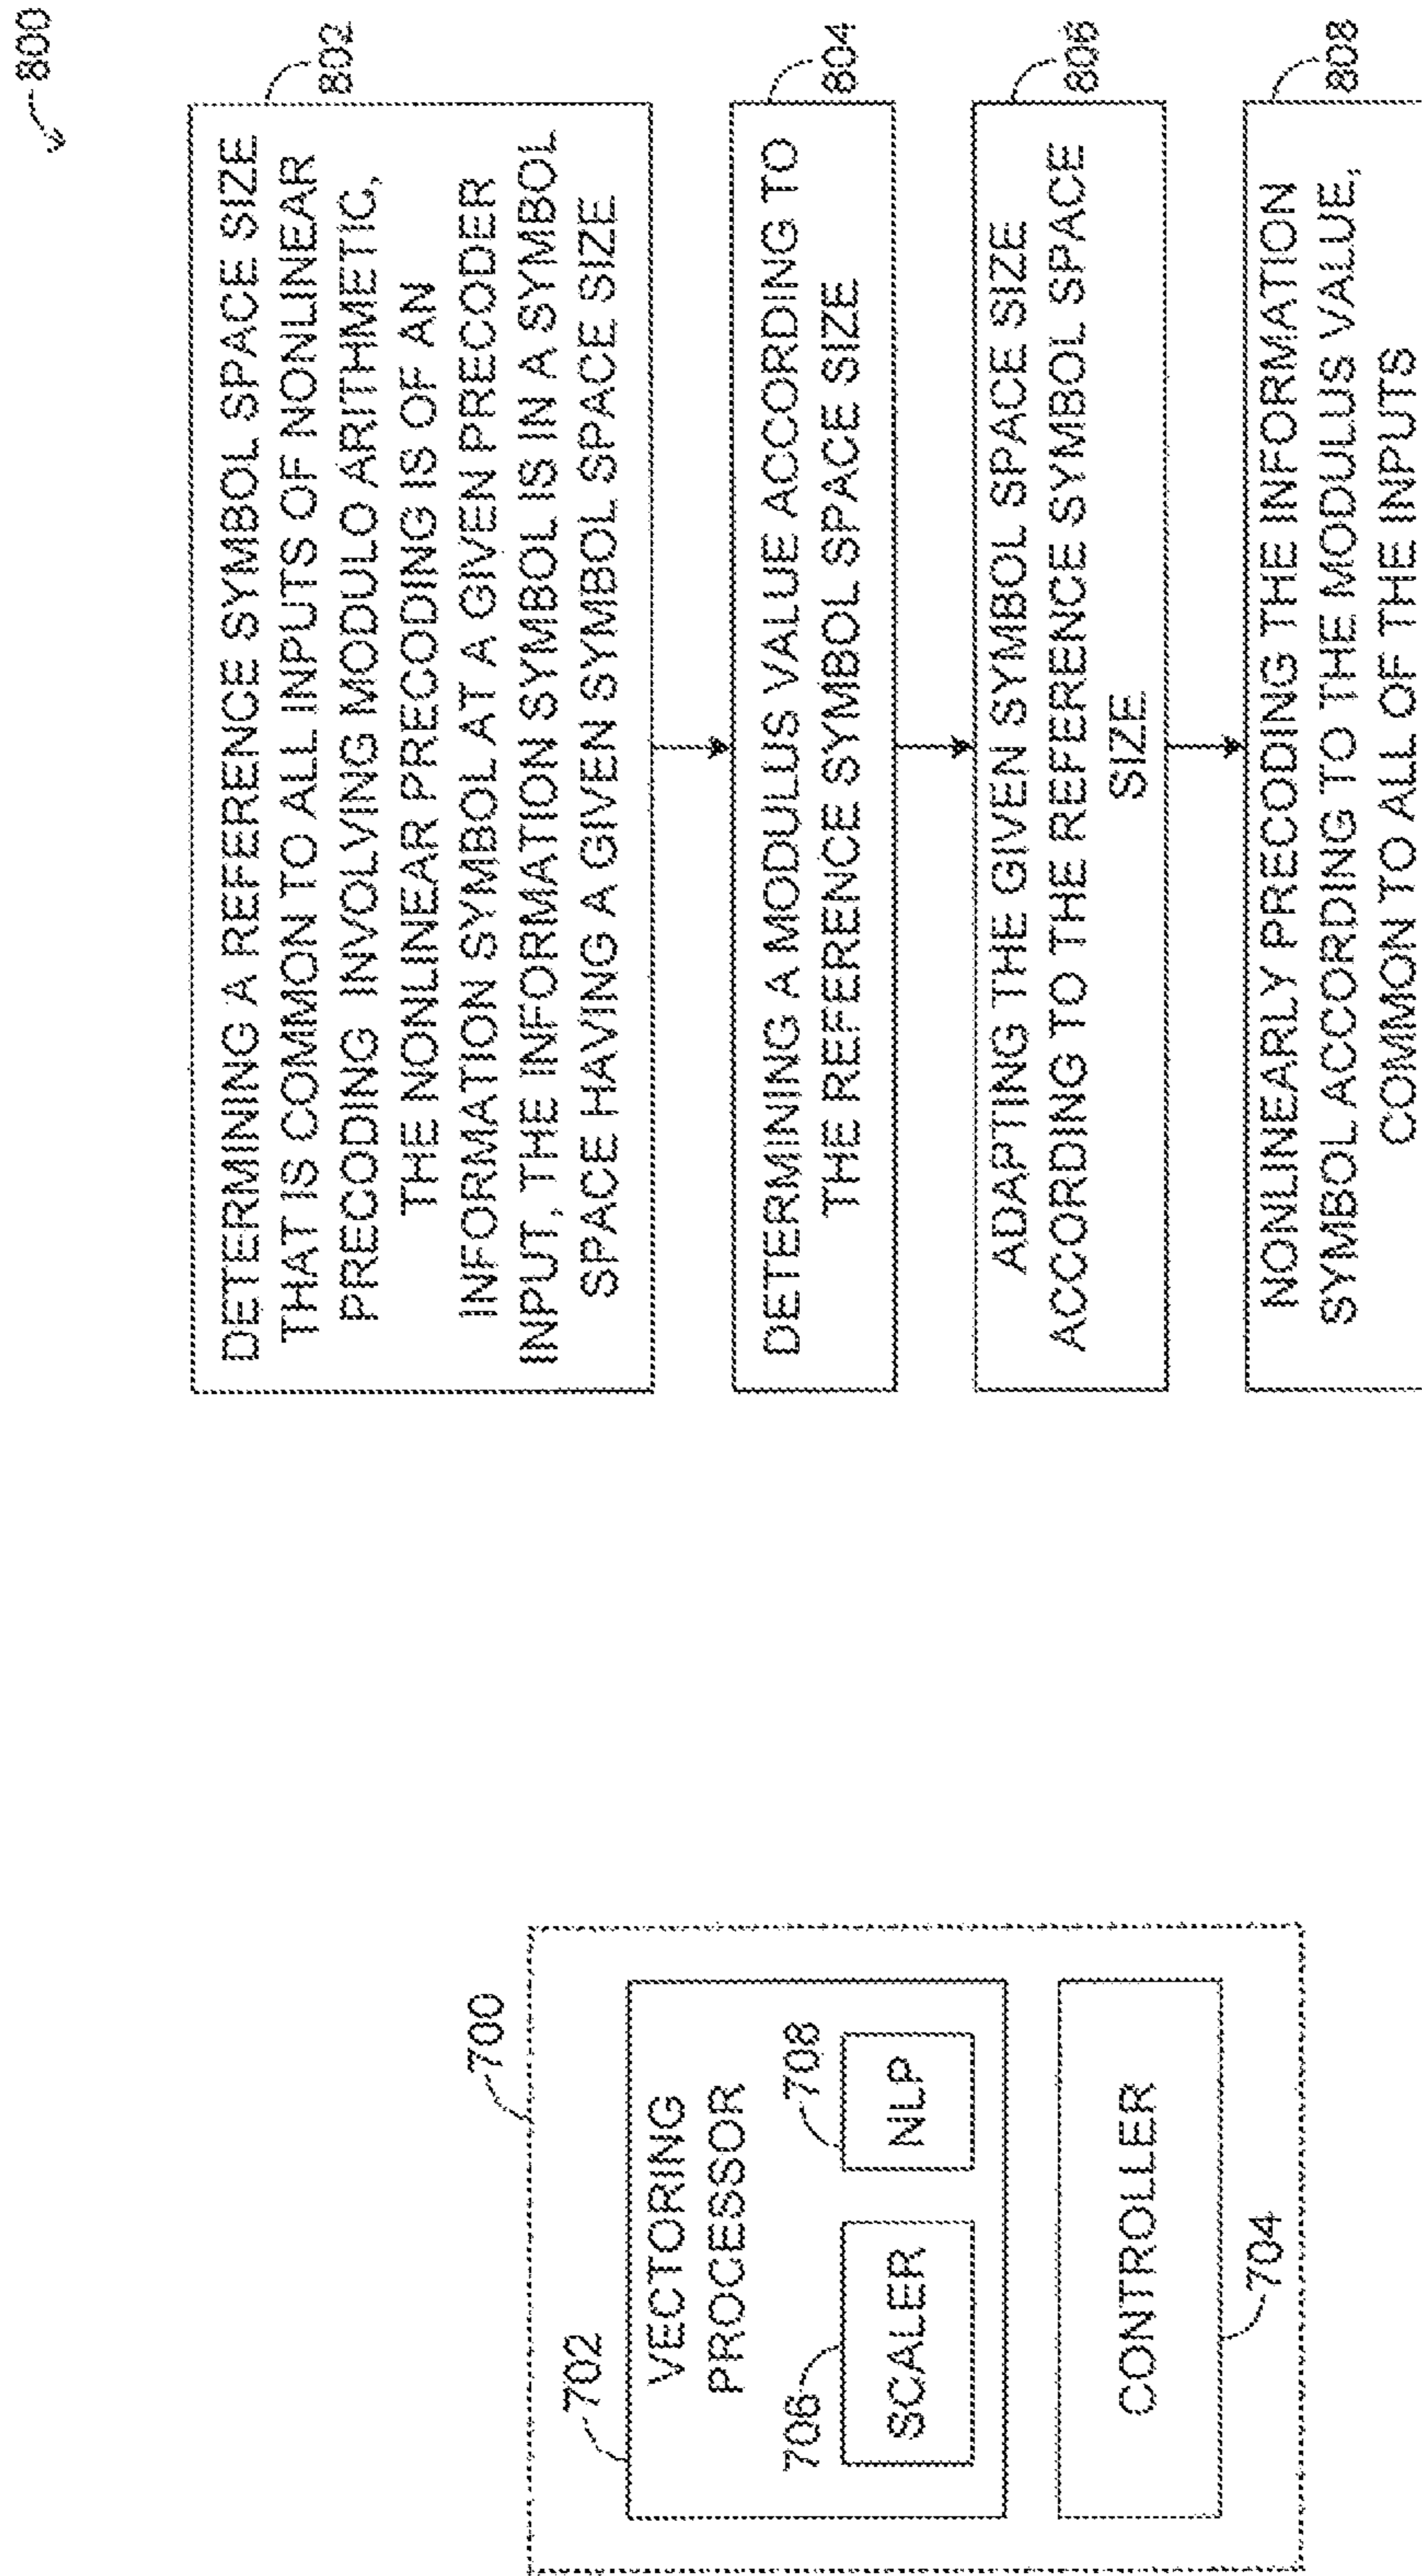 700
702
VECTORING
PROCESSOR
706
708
SCALER
NLP
CONTROLLER
704
800
802
DETERMINING A REFERENCE SYMBOL SPACE SIZE
THAT IS COMMON TO ALL INPUTS OF NONLINEAR
PRECODING INVOLVING MODULO ARITHMETIC,
THE NONLINEAR PRECODING IS OF AN
INFORMATION SYMBOL AT A GIVEN PRECODER
INPUT, THE INFORMATION SYMBOL IS IN A SYMBOL
SPACE HAVING A GIVEN SYMBOL SPACE SIZE
804
DETERMINING A MODULUS VALUE ACCORDING TO
THE REFERENCE SYMBOL SPACE SIZE
806
ADAPTING THE GIVEN SYMBOL SPACE SIZE
ACCORDING TO THE REFERENCE SYMBOL SPACE
SIZE
808
NONLINEARLY PRECODING THE INFORMATION
SYMBOL ACCORDING TO THE MODULUS VALUE,
COMMON TO ALL OF THE INPUTS